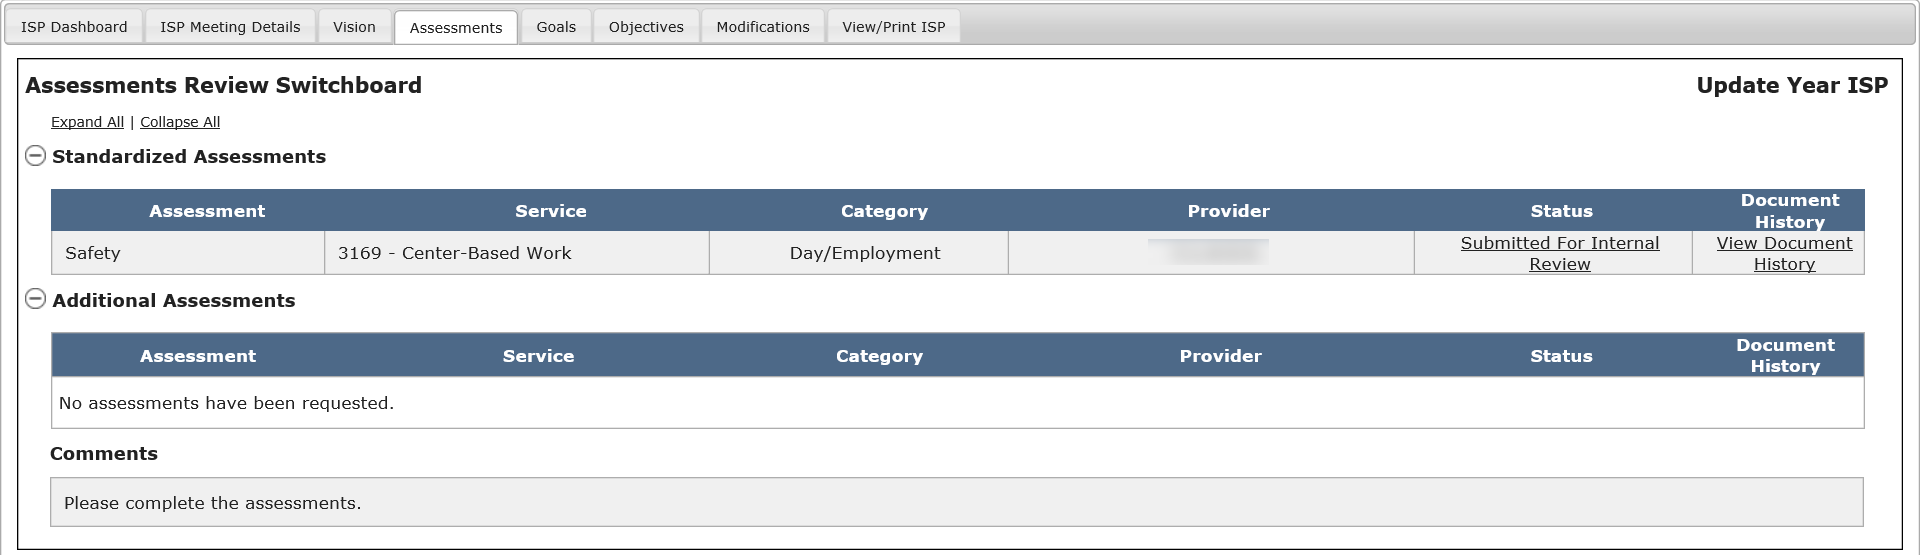 ISP Dashboard ISP Meeting Details Vision Assessments Goals Objectives Modifications View/Print ISP
Assessments Review Switchboard Update Year ISP
Expand All | Collapse All
Standardized Assessments
Assessment Service Category Provider Status Document History
Safety 3169 - Center-Based Work Day/Employment Submitted For Internal Review View Document History
Additional Assessments
Assessment Service Category Provider Status Document History
No assessments have been requested.
Comments
Please complete the assessments.